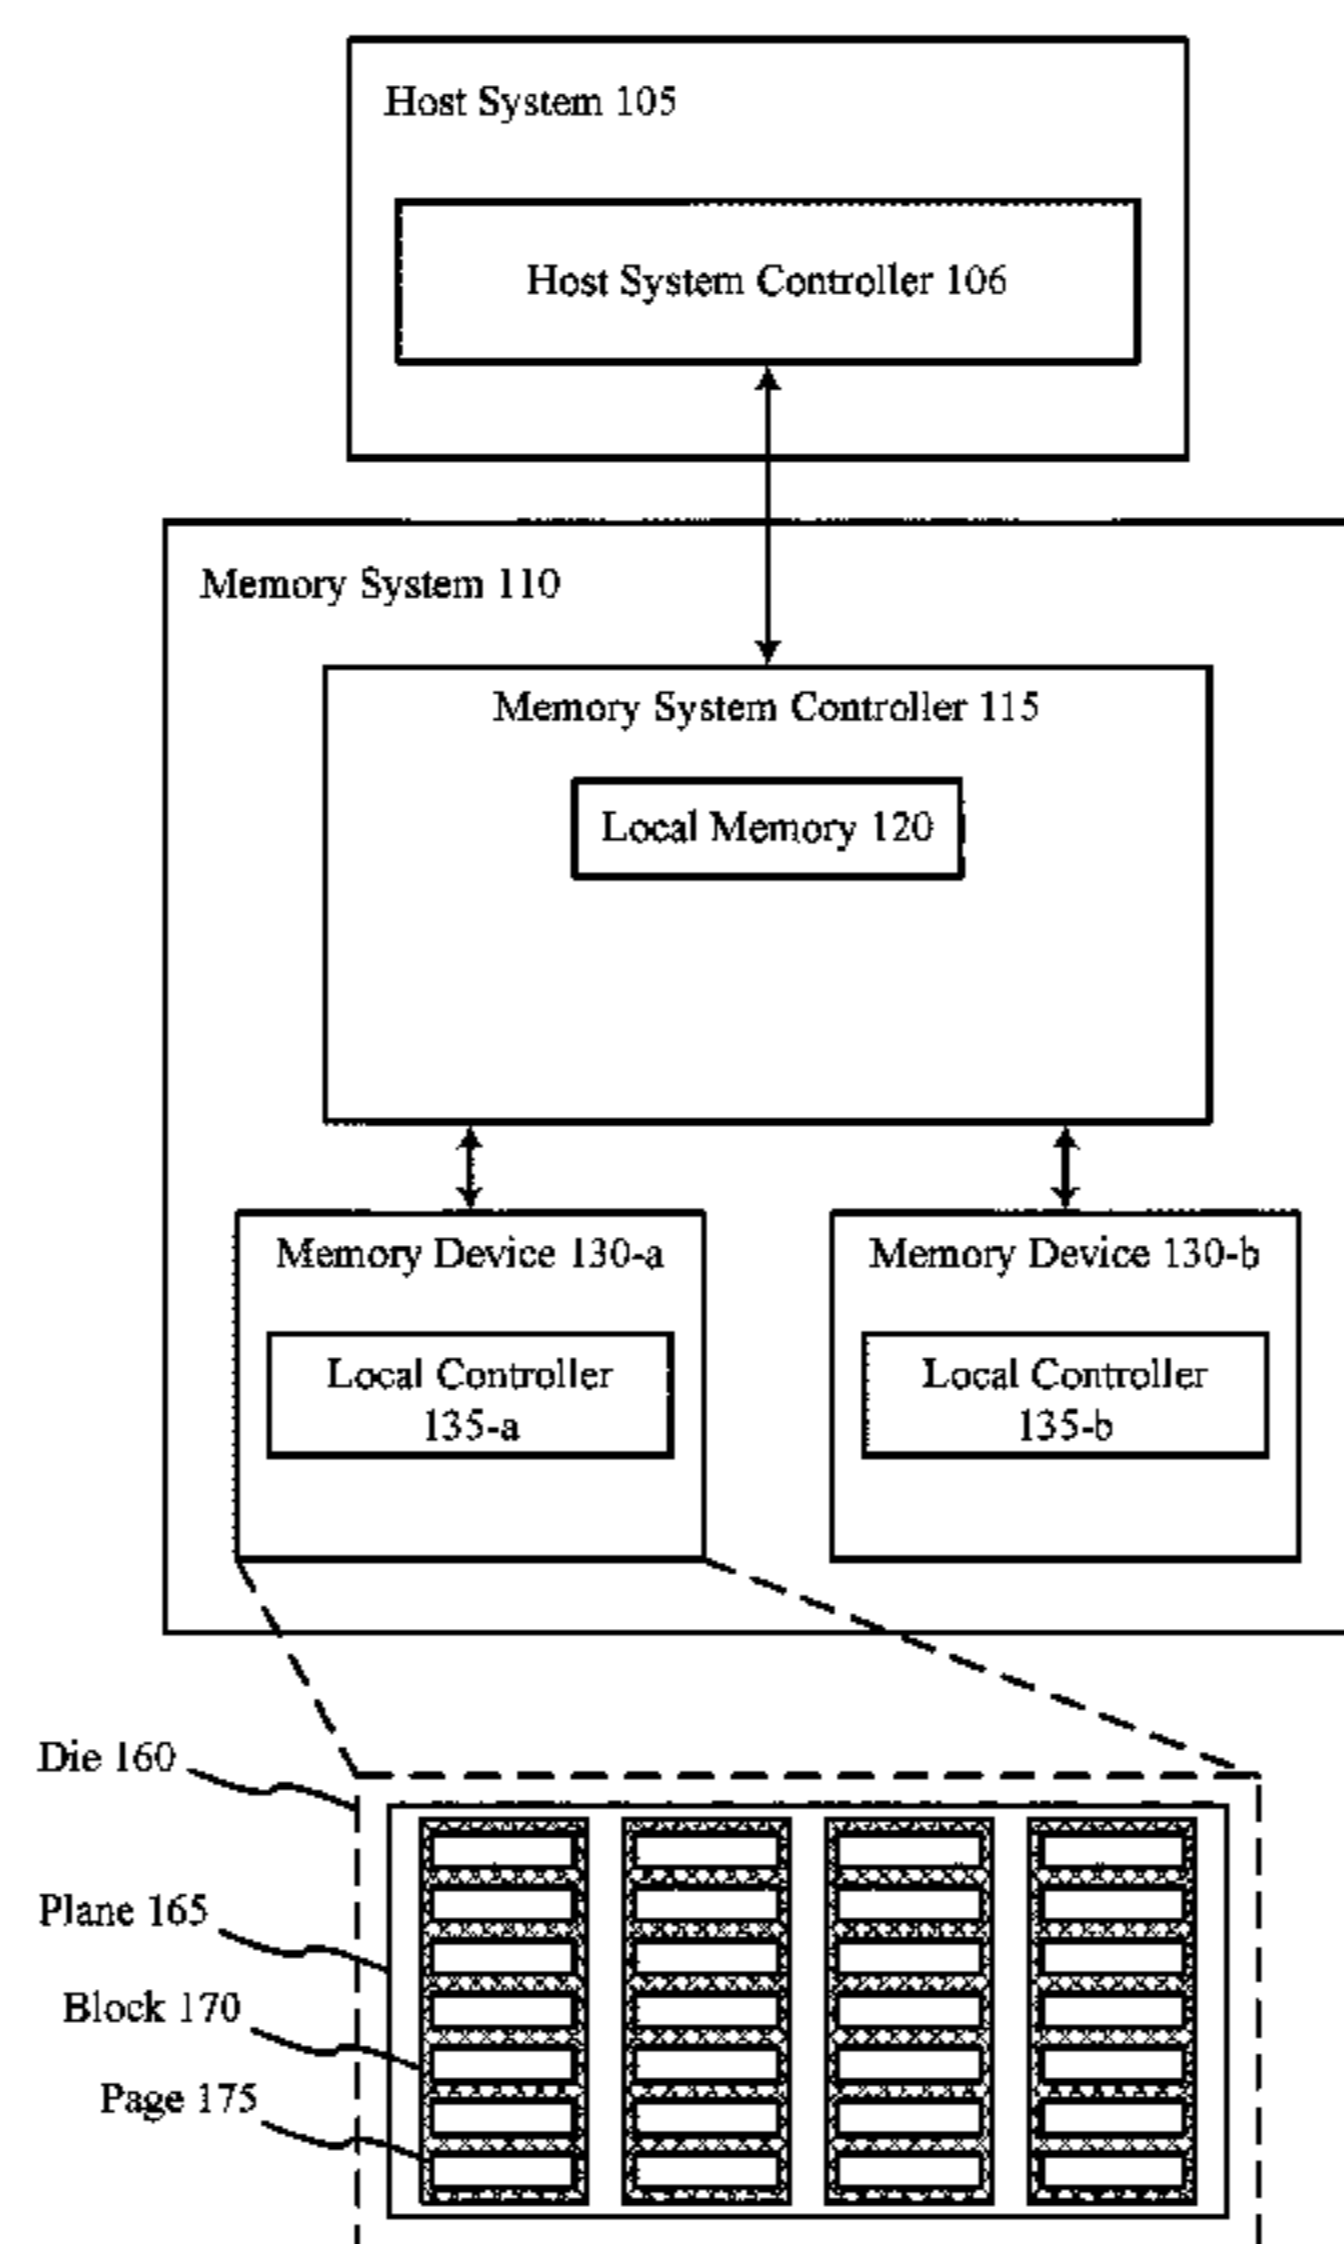 Host System 105
Host System Controller 106
Memory System 110
Memory System Controller 115
Local Memory 120
Memory Device 130-a
Local Controller
135-a
Memory Device 130-b
Local Controller
135-b
Die 160
Plane 165
Block 170
Page 175